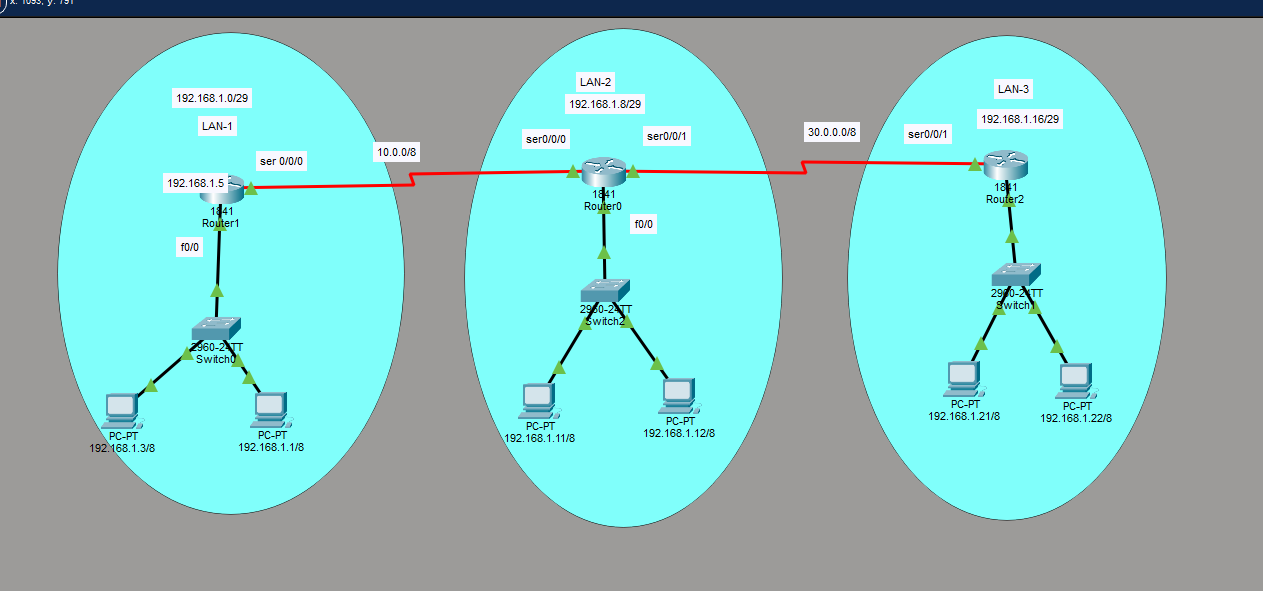 x: 1093, y: 791
192.168.1.0/29
LAN-1
ser 0/0/0
192.168.1.5
1841
Router1
f0/0
2960-24TT
Switch0
PC-PT
192.168.1.3/8
PC-PT
192.168.1.1/8
10.0.0/8
LAN-2
192.168.1.8/29
ser0/0/0
ser0/0/1
1841
Router0
f0/0
2960-24TT
Switch2
PC-PT
192.168.1.11/8
PC-PT
192.168.1.12/8
30.0.0.0/8
LAN-3
192.168.1.16/29
ser0/0/1
1841
Router2
2960-24TT
Switch1
PC-PT
192.168.1.21/8
PC-PT
192.168.1.22/8